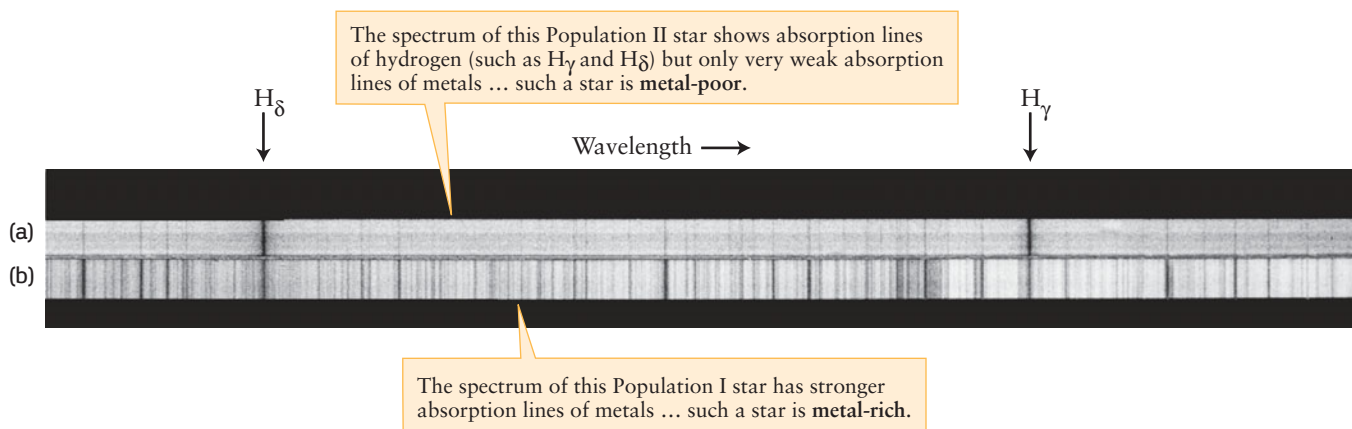 The spectrum of this Population II star shows absorption lines
of hydrogen (such as Hγ and Hδ) but only very weak absorption
lines of metals ... such a star is metal-poor.
Hδ
Wavelength →
Hγ
(a)
(b)
The spectrum of this Population I star has stronger
absorption lines of metals ... such a star is metal-rich.